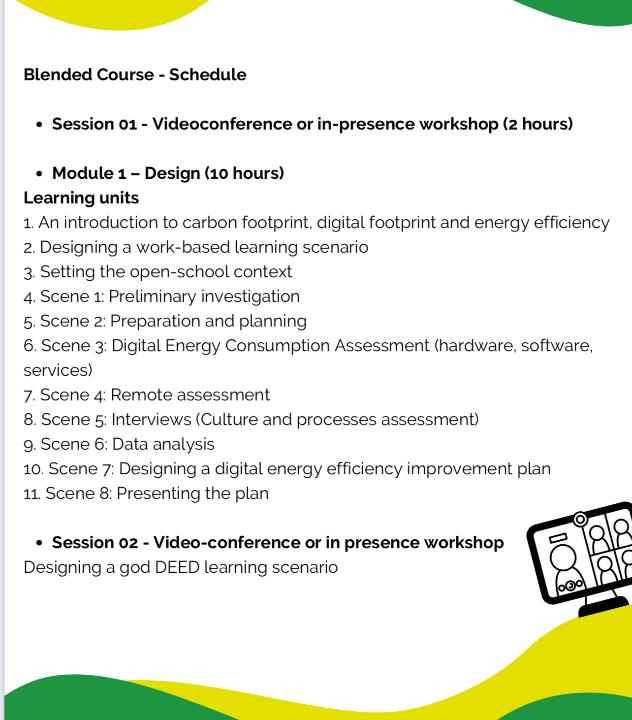 Blended Course - Schedule
• Session 01 - Videoconference or in-presence workshop (2 hours)
• Module 1 – Design (10 hours)
Learning units
1. An introduction to carbon footprint, digital footprint and energy efficiency
2. Designing a work-based learning scenario
3. Setting the open-school context
4. Scene 1: Preliminary investigation
5. Scene 2: Preparation and planning
6. Scene 3: Digital Energy Consumption Assessment (hardware, software,
services)
7. Scene 4: Remote assessment
8. Scene 5: Interviews (Culture and processes assessment)
9. Scene 6: Data analysis
10. Scene 7: Designing a digital energy efficiency improvement plan
11. Scene 8: Presenting the plan
• Session 02 - Video-conference or in presence workshop
Designing a god DEED learning scenario